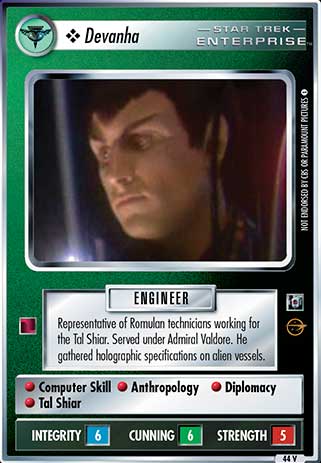 Devanha
STAR TREK
ENTERPRISE™
NOT ENDORSED BY CBS OR PARAMOUNT PICTURES
ENGINEER
Representative of Romulan technicians working for
the Tal Shiar. Served under Admiral Valdore. He
gathered holographic specifications on alien vessels.
Computer Skill Anthropology Diplomacy
Tal Shiar
INTEGRITY 6 CUNNING 6 STRENGTH 5
44 V